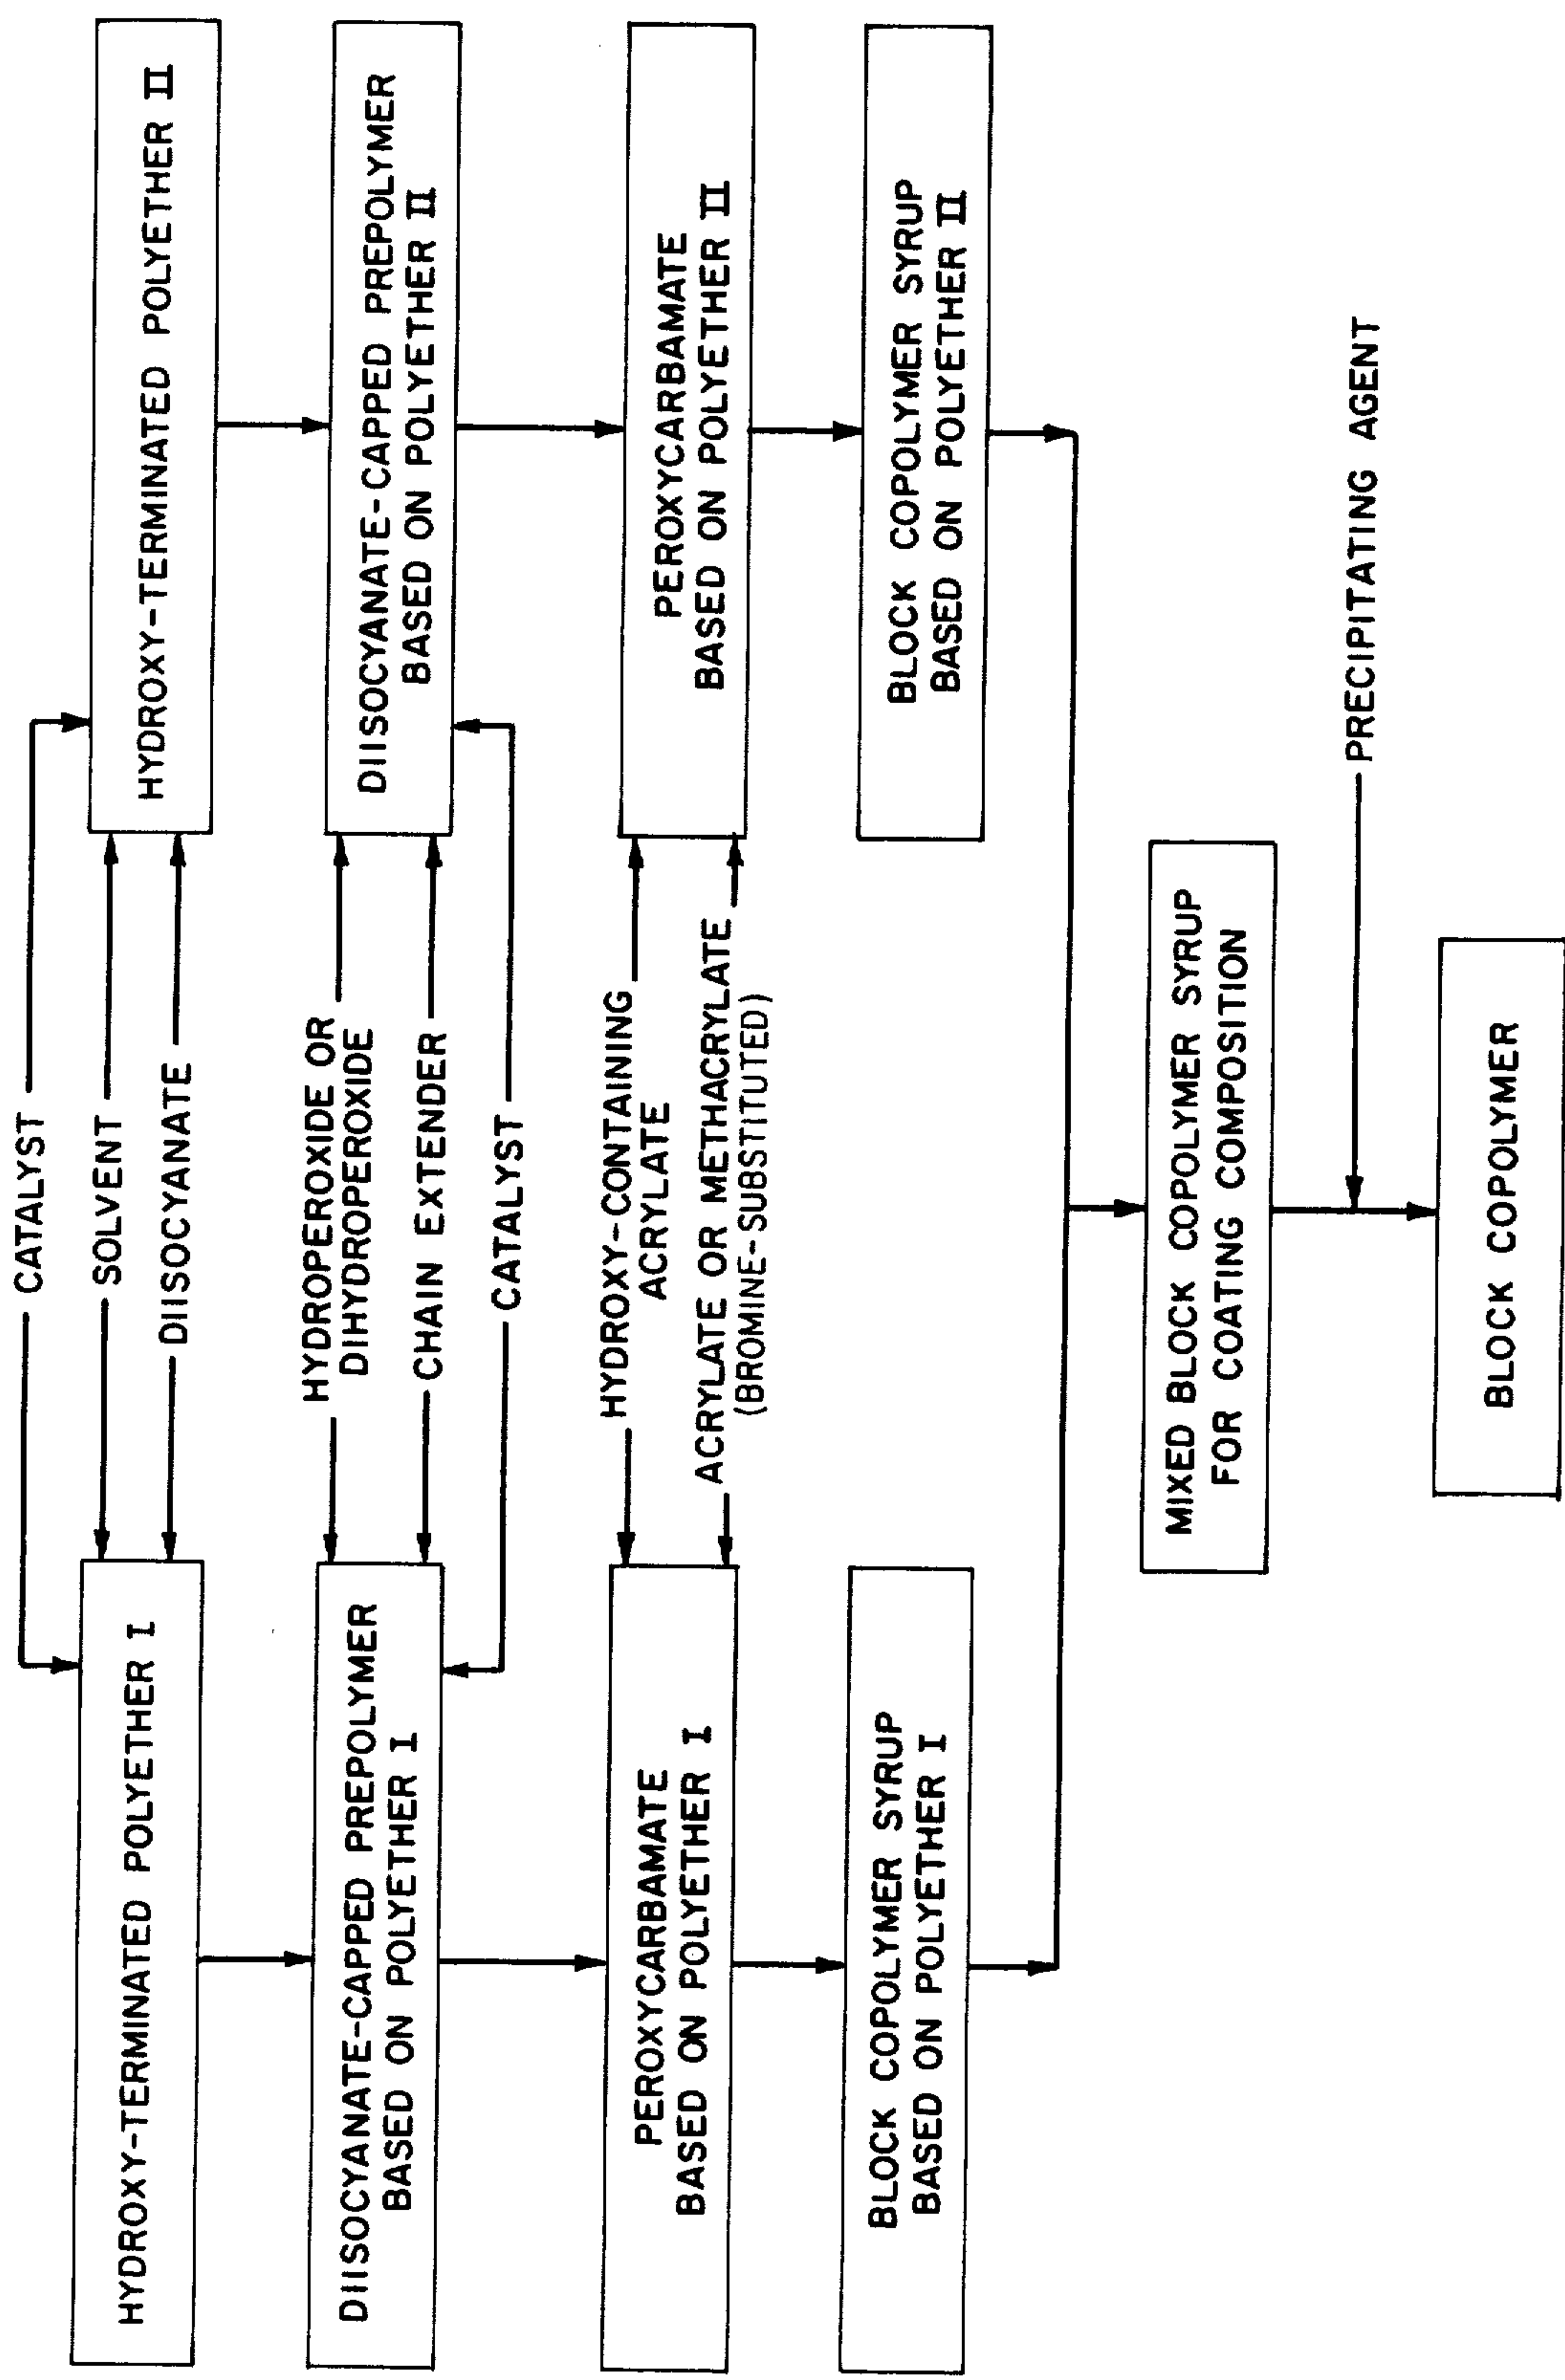 CATALYST
SOLVENT
DIISOCYANATE
HYDROXY-TERMINATED POLYETHER I
HYDROXY-TERMINATED POLYETHER II
HYDROPEROXIDE OR
DIHYDROPEROXIDE
CHAIN EXTENDER
CATALYST
DIISOCYANATE-CAPPED PREPOLYMER
BASED ON POLYETHER I
DIISOCYANATE-CAPPED PREPOLYMER
BASED ON POLYETHER II
HYDROXY-CONTAINING
ACRYLATE
ACRYLATE OR METHACRYLATE
(BROMINE-SUBSTITUTED)
PEROXYCARBAMATE
BASED ON POLYETHER I
PEROXYCARBAMATE
BASED ON POLYETHER II
BLOCK COPOLYMER SYRUP
BASED ON POLYETHER I
BLOCK COPOLYMER SYRUP
BASED ON POLYETHER II
MIXED BLOCK COPOLYMER SYRUP
FOR COATING COMPOSITION
PRECIPITATING AGENT
BLOCK COPOLYMER